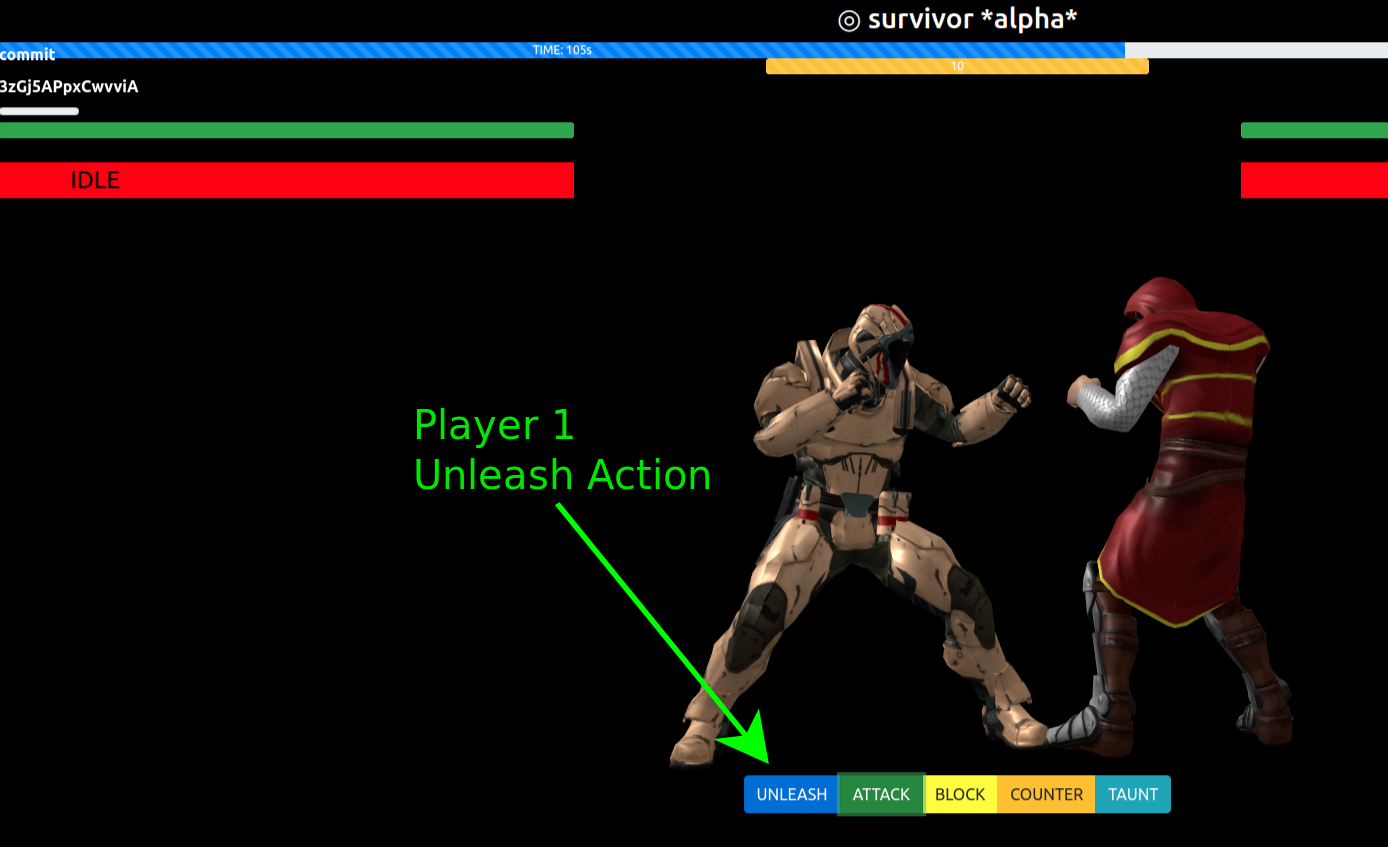 ◎ survivor *alpha*
commit
TIME: 105s
10
3zGj5APpxCwvviA
IDLE
Player 1
Unleash Action
UNLEASH ATTACK BLOCK COUNTER TAUNT